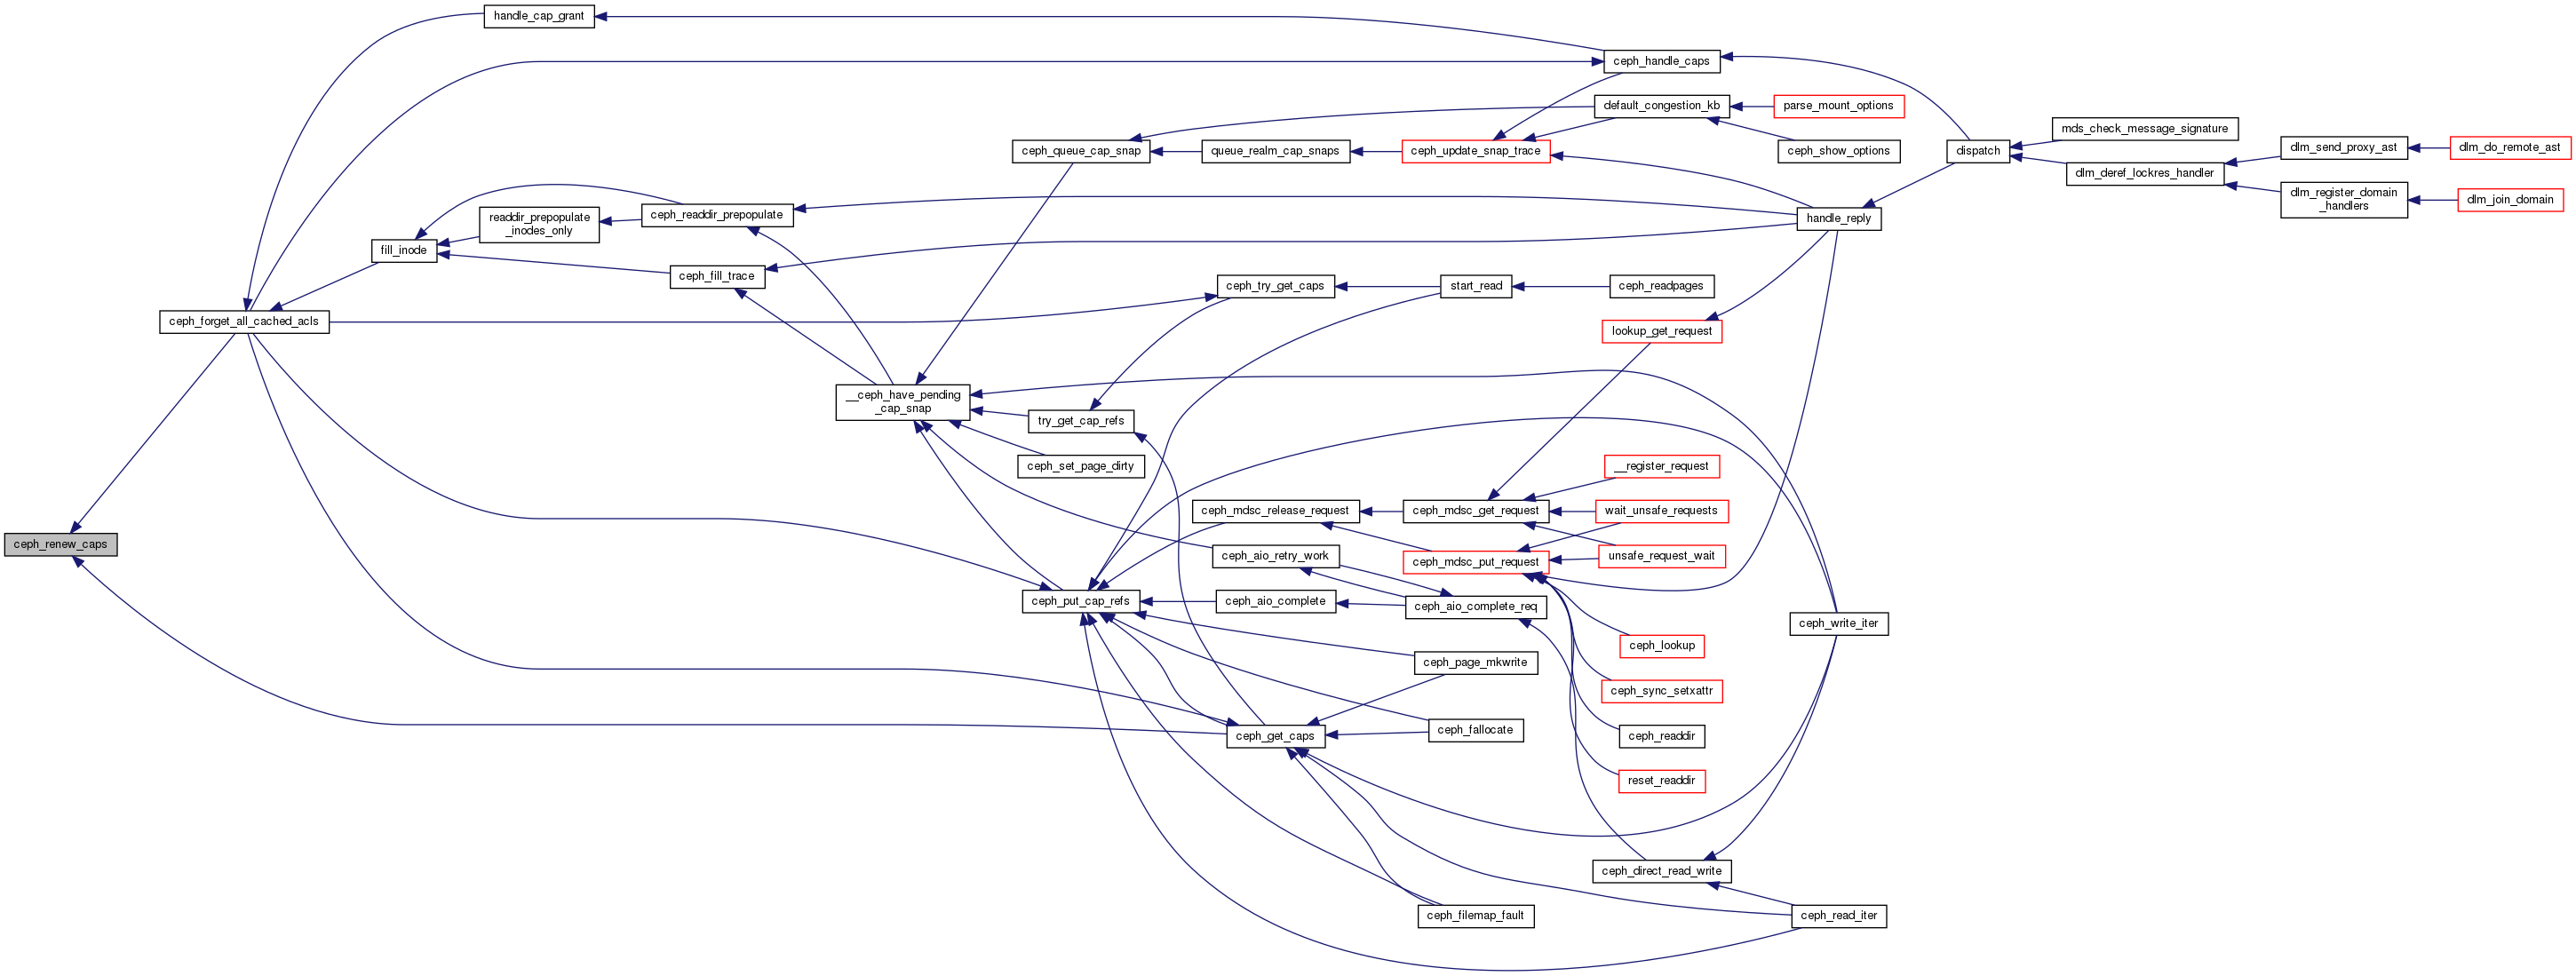 handle_cap_grant
ceph_handle_caps
default_congestion_kb
parse_mount_options
mds_check_message_signature
ceph_queue_cap_snap
queue_realm_cap_snaps
ceph_update_snap_trace
ceph_show_options
dispatch
dlm_send_proxy_ast
dlm_do_remote_ast
dlm_deref_lockres_handler
dlm_register_domain
_handlers
dlm_join_domain
readdir_prepopulate
_inodes_only
ceph_readdir_prepopulate
handle_reply
fill_inode
ceph_fill_trace
ceph_try_get_caps
start_read
ceph_readpages
ceph_forget_all_cached_acls
lookup_get_request
__ceph_have_pending
_cap_snap
try_get_cap_refs
ceph_set_page_dirty
__register_request
ceph_mdsc_release_request
ceph_mdsc_get_request
wait_unsafe_requests
ceph_renew_caps
ceph_aio_retry_work
ceph_mdsc_put_request
unsafe_request_wait
ceph_put_cap_refs
ceph_aio_complete
ceph_aio_complete_req
ceph_write_iter
ceph_lookup
ceph_page_mkwrite
ceph_sync_setxattr
ceph_get_caps
ceph_fallocate
ceph_readdir
reset_readdir
ceph_direct_read_write
ceph_filemap_fault
ceph_read_iter